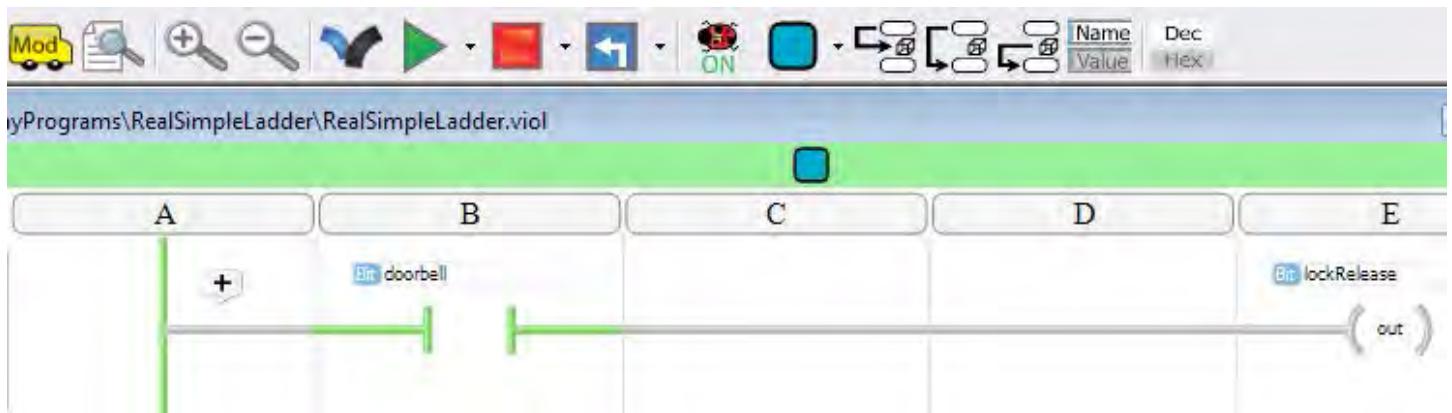 Mod
ON
Name
Value
Dec
Hex
yPrograms\RealSimpleLadder\RealSimpleLadder.viol
A B C D E
Bit doorbell
Bit lockRelease
out